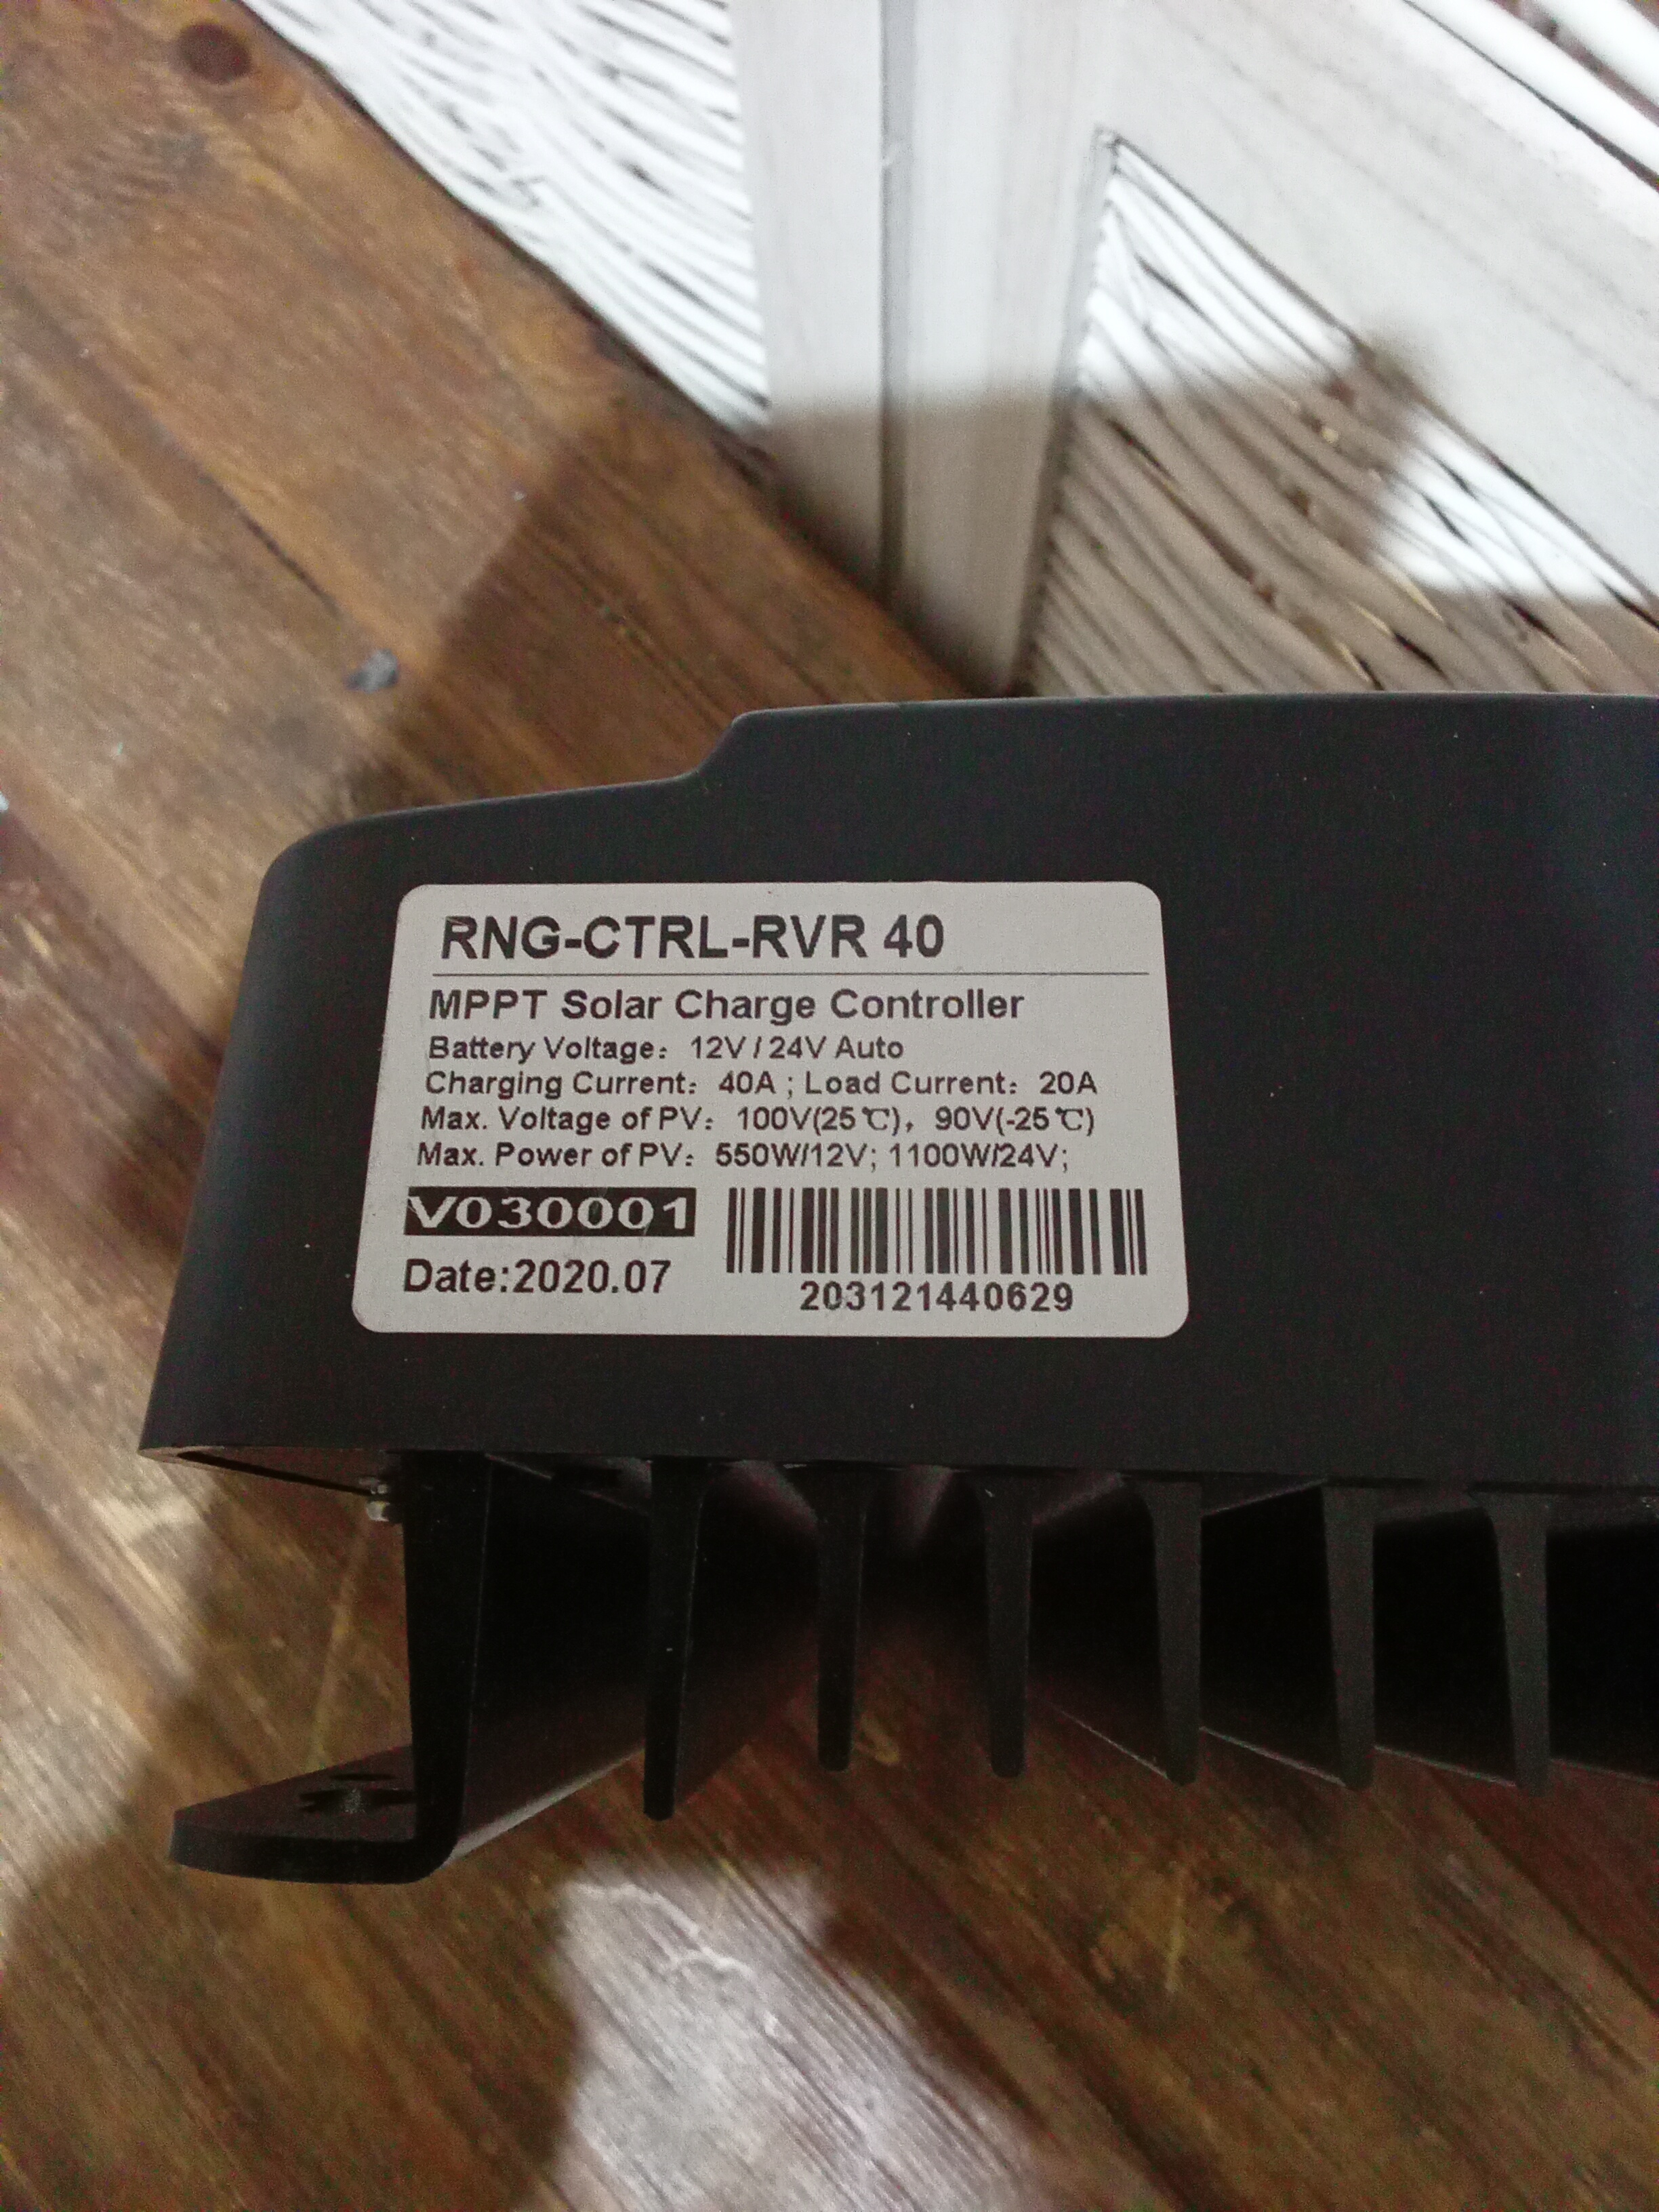 RNG-CTRL-RVR 40
MPPT Solar Charge Controller
Battery Voltage：12V / 24V Auto
Charging Current：40A ; Load Current：20A
Max. Voltage of PV：100V(25℃)，90V(-25℃)
Max. Power of PV：550W/12V; 1100W/24V;
V030001
Date:2020.07
203121440629